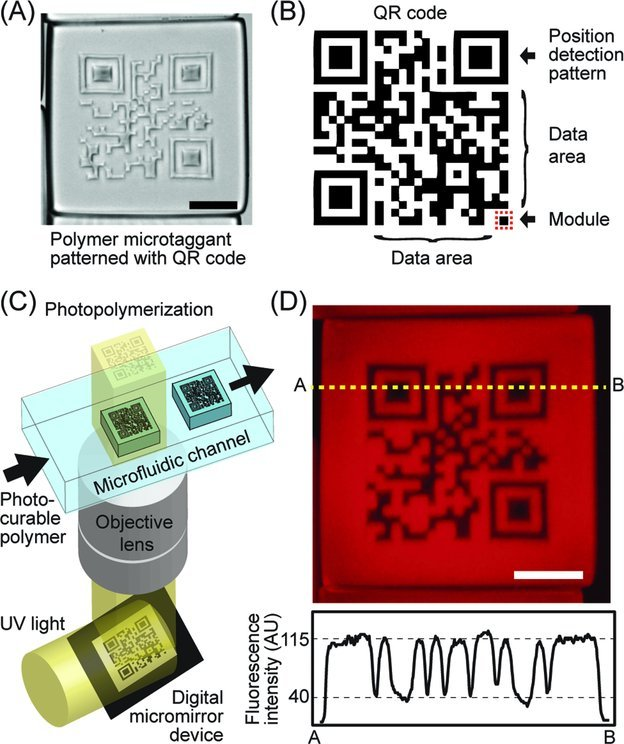 (A)
Polymer microtaggant
patterned with QR code
(B)
QR code
Position
detection
pattern
Data
area
Module
Data area
(C)
Photopolymerization
Microfluidic channel
Photo-
curable
polymer
Objective
lens
UV light
Digital
micromirror
device
(D)
A
B
Fluorescence
intensity (AU)
115
40
A
B